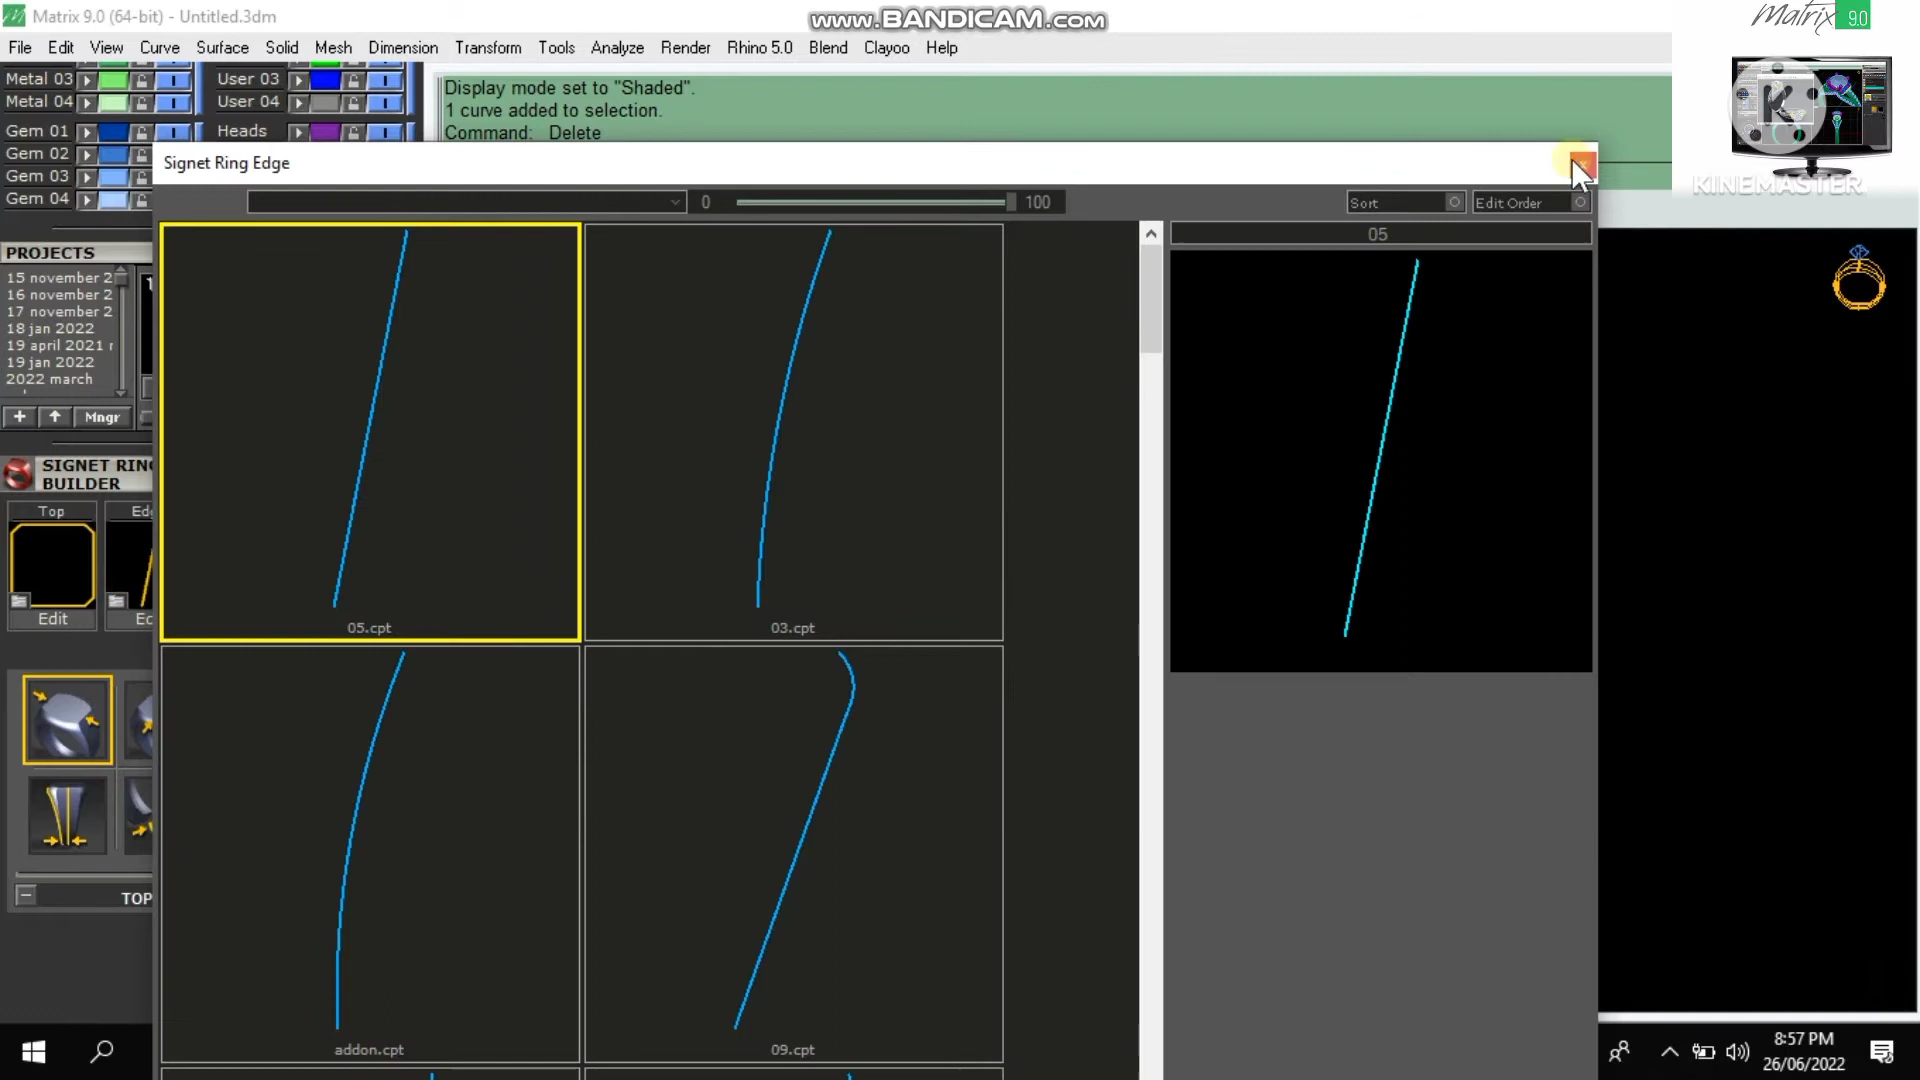 Matrix 9.0 (64-bit) - Untitled.3dm
www.BANDICAM.com
Matrix 9.0
File Edit View Curve Surface Solid Mesh Dimension Transform Tools Analyze Render Rhino 5.0 Blend Clayoo Help
Metal 03
User 03
Metal 04
User 04
Gem 01
Heads
Gem 02
Gem 03
Gem 04
Display mode set to "Shaded".
1 curve added to selection.
Command: Delete
K
KINEMASTER
Signet Ring Edge
0
100
Sort
Edit Order
05
05.cpt
03.cpt
addon.cpt
09.cpt
PROJECTS
15 november 2
16 november 2
17 november 2
18 jan 2022
19 april 2021 r
19 jan 2022
2022 march
+
Mngr
SIGNET RING
BUILDER
Top
Ed
Edit
Ec
TOP
8:57 PM
26/06/2022